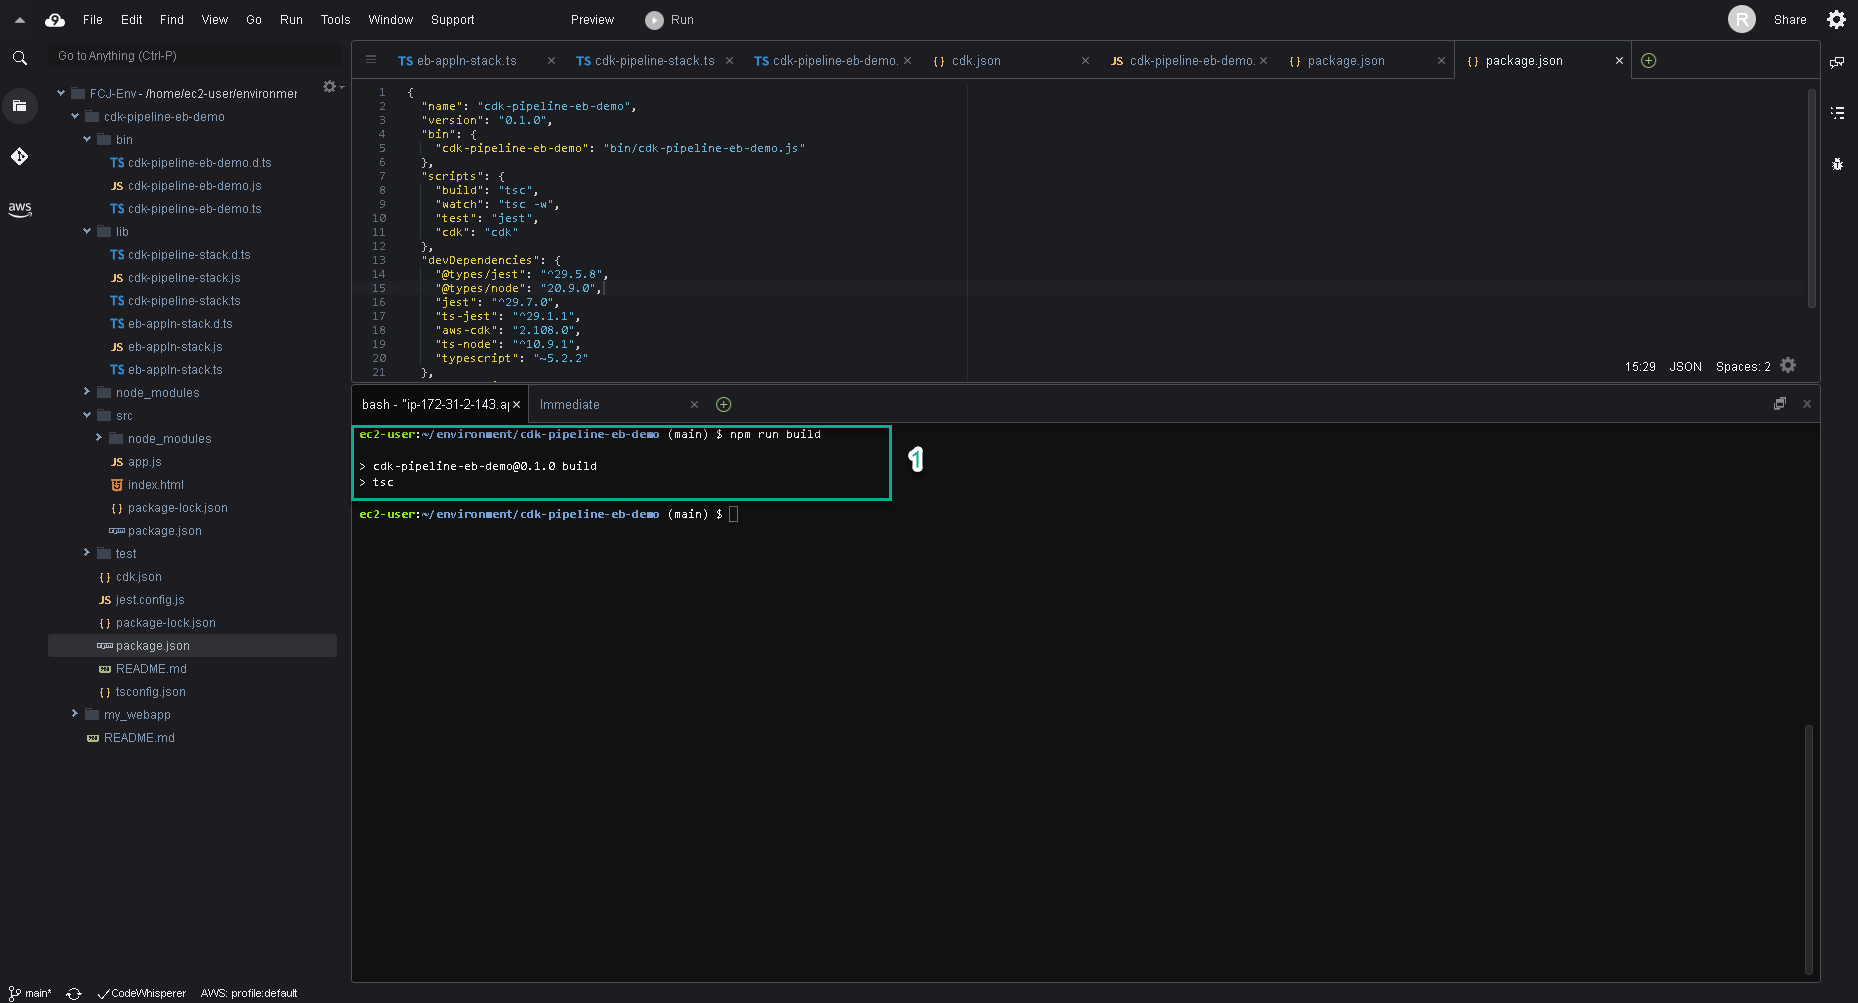 9 File Edit Find View Go Run Tools Window Support Preview Run R Share
Go to Anything (Ctrl-P)
FCJ-Env - /home/ec2-user/environmer
cdk-pipeline-eb-demo
bin
TS cdk-pipeline-eb-demo.d.ts
JS cdk-pipeline-eb-demo.js
TS cdk-pipeline-eb-demo.ts
aws
lib
TS cdk-pipeline-stack.d.ts
JS cdk-pipeline-stack.js
TS cdk-pipeline-stack.ts
TS eb-appln-stack.d.ts
JS eb-appln-stack.js
TS eb-appln-stack.ts
node_modules
src
node_modules
JS app.js
index.html
{} package-lock.json
package.json
test
{} cdk.json
JS jest.config.js
{} package-lock.json
package.json
README.md
{} tsconfig.json
my_webapp
README.md
TS eb-appln-stack.ts TS cdk-pipeline-stack.ts TS cdk-pipeline-eb-demo. {} cdk.json JS cdk-pipeline-eb-demo. {} package.json {} package.json
1 {
2 "name": "cdk-pipeline-eb-demo",
3 "version": "0.1.0",
4 "bin": {
5 "cdk-pipeline-eb-demo": "bin/cdk-pipeline-eb-demo.js"
6 },
7 "scripts": {
8 "build": "tsc",
9 "watch": "tsc -w",
10 "test": "jest",
11 "cdk": "cdk"
12 },
13 "devDependencies": {
14 "@types/jest": "^29.5.8",
15 "@types/node": "20.9.0",
16 "jest": "^29.7.0",
17 "ts-jest": "^29.1.1",
18 "aws-cdk": "2.108.0",
19 "ts-node": "^10.9.1",
20 "typescript": "~5.2.2"
21 },
15:29 JSON Spaces: 2
bash - "ip-172-31-2-143.ap Immediate
ec2-user:~/environment/cdk-pipeline-eb-demo (main) $ npm run build
1
> cdk-pipeline-eb-demo@0.1.0 build
> tsc
ec2-user:~/environment/cdk-pipeline-eb-demo (main) $
main* CodeWhisperer AWS: profile:default